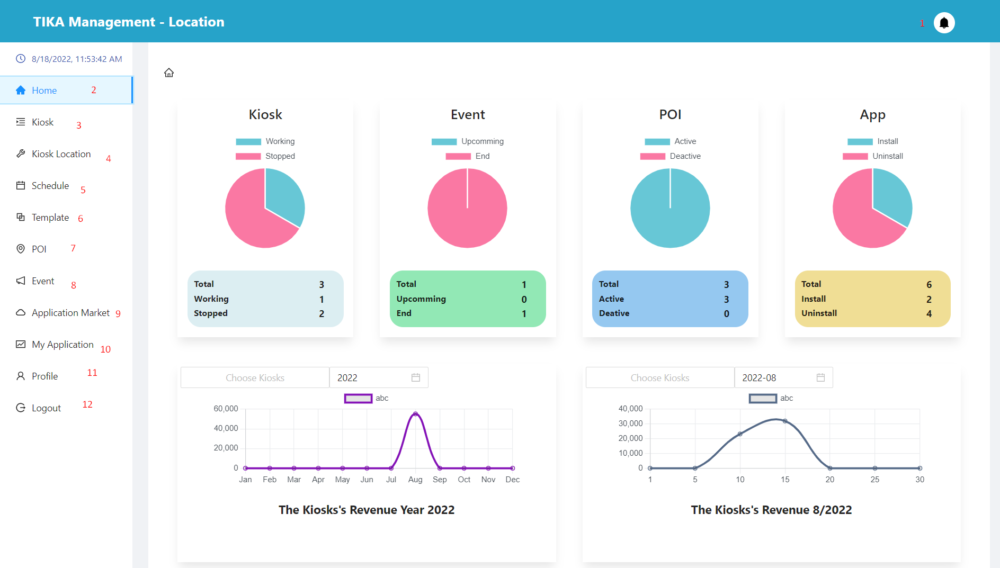 TIKA Management - Location
1
8/18/2022, 11:53:42 AM
Home 2
Kiosk 3
Kiosk Location 4
Schedule 5
Template 6
POI 7
Event 8
Application Market 9
My Application 10
Profile 11
Logout 12
Kiosk
Working
Stopped
Total 3
Working 1
Stopped 2
Event
Upcomming
End
Total 1
Upcomming 0
End 1
POI
Active
Deactive
Total 3
Active 3
Deative 0
App
Install
Uninstall
Total 6
Install 2
Uninstall 4
Choose Kiosks 2022
abc
60,000
40,000
20,000
0
Jan Feb Mar Apr May Jun Jul Aug Sep Oct Nov Dec
The Kiosks's Revenue Year 2022
Choose Kiosks 2022-08
abc
40,000
30,000
20,000
10,000
0
1 5 10 15 20 25 30
The Kiosks's Revenue 8/2022